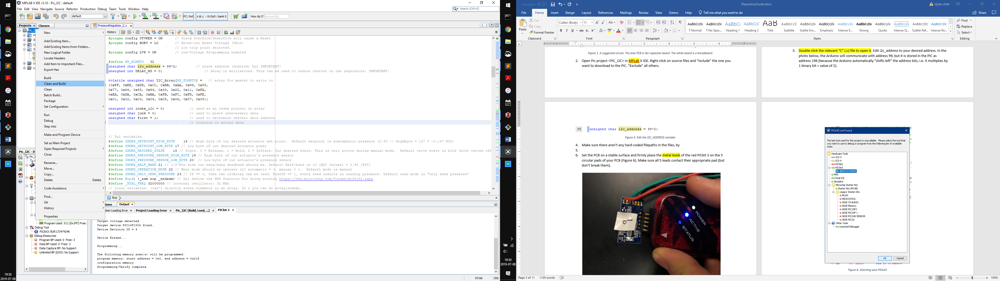 MPLAB X IDE v5.10 - Pic_I2C : default
File Edit View Navigate Source Refactor Production Debug Team Tools Window Help
Search (Ctrl+I)
default
PC: 0x0
z dc c : W:0x0 : bank 0
How do I?
Keyword(s)
Projects
Classes
PressureRegulator_C.c
History
New
Add Existing Item...
Add Existing Items from Folders...
New Logical Folder
Locate Headers
Add Item to Important Files...
Export Hex
Build
Clean and Build
Clean
Batch Build...
Package
Set Configuration
Run
Debug
Step into
Make and Program Device
Set as Main Project
Open Required Projects
Close
Rename...
Move...
Copy...
Delete Delete
Code Assistance
Find...
Git
History
Properties
#pragma config STVREN = ON // Stack Overflow/Underflow will cause a Reset
#pragma config BORV = LO // Brown-out Reset Voltage (Vbor)
// low trip point selected.
#pragma config LVP = ON // Low-Voltage Programming enabled
#define RX_ELMNTS 32
unsigned char i2c_address = 99*2; // slave address (doubled) Dyl IMPORTANT!
unsigned int DELAY_MS = 0; // delay in millisecond. This can be used to reduce chatter on the regulators. IMPORTANT!
volatile unsigned char I2C_Array[RX_ELMNTS] = // array for master to write to
{0xFF, 0xEE, 0xDD, 0xCC, 0xBB, 0xAA, 0x99, 0x88,
0x77, 0x66, 0x55, 0x44, 0x33, 0x22, 0x11, 0xFA,
0xEA, 0xDA, 0xCA, 0xBA, 0xFB, 0xFC, 0xFD, 0xFE,
0x01, 0x02, 0x03, 0x04, 0x05, 0x06, 0x07, 0x08};
unsigned int index_i2c = 0; // used as an index pointer in array
unsigned char junk = 0; // used to place unnecessary data
unsigned char first = 1; // used to determine whether data address
// location or actual data
// Dyl variables
#define INDEX_SETPOINT_HIGH_BYTE 16 // High byte of our desired actuator set point. Default setpoint is atmospheric pressure (2.5V -> HighByte = 127 = -0.147 PSI)
#define INDEX_SETPOINT_LOW_BYTE 17 // Low byte of our desired actuator power
#define INDEX_DESIRED_STATE 18 // State. 0 = Release, 1 = Hold, 2 = Inflate. Our desired state. This is only active during manual mode. Default valve state is hold (both valves off
#define INDEX_PRESSURE_SENSOR_HIGH_BYTE 19 // High byte of our actuator's pressure sensor
#define INDEX_PRESSURE_SENSOR_LOW_BYTE 20 // Low byte of our actuator's pressure sensor
#define INDEX_HALF_BAND 21 // 1/2*How wide our bang-bang deadband should be. Default Half-band is 10 [ADC values] = 2.94 [PSI]
#define INDEX_OPERATION_MODE 22 // What mode should we operate in? automatic = 0. manual = 1. Default mode is manual
#define INDEX_ONLY_SEND_PRESSURE 23 // If == 0, then the i2cArray can be read. ElseIf == 1, every read results in reading pressure. Default read mode is "only send pressure"
#define Nop() {_asm nop _endasm} // Dyl define the NOP function for doing nothing https://www.microchip.com/forums/m156162.aspx
#define _XTAL_FREQ 32000000 // internal oscillator: 32 MHz
// Local variables. (can't directly acess elements in an array. In c you can do array[index].
first
Output
Project Loading Error
Pic_I2C (Build, Load, ...)
PICkit 3
Target voltage detected
Target device PIC16F1825 found.
Device Revision ID = 4
Device Erased...
Programming...
The following memory area(s) will be programmed:
program memory: start address = 0x0, end address = 0x21f
configuration memory
Programming/Verify complete
Program Used: 511 (0x1FF) Free:
Debug Tool
PICkit3: BUR173474246
Debug Resources
Program BP Used: 0 Free: 3
Data BP Used: 0 Free: 3
Data Capture BP: No Support
Unlimited BP (S/W): No Support
97:66
INS
19:30
2019-07-08
19:30
2019-07-08
AutoSave Off
RepositoryGuide.docx
dylan shah
File Home Insert Design Layout References Mailings Review View Zotero Help Tell me what you want to do
Share
Paste
Cut
Copy
Format Painter
Clipboard
Calibri (Body) 11
Font
Paragraph
¶ Normal
¶ No Spac...
Heading 1
Heading 2
Title
Subtitle
Subtle Em...
Emphasis
Intense E...
Strong
Quote
Intense Q...
Subtle Ref...
Intense Re...
Styles
Find
Replace
Select
Editing
Figure 1. A suggested circuit. The blue PCB is the capacitor board. The white board is a breadboard.
2. Open Pic project <PIC_I2C> in MPLab X IDE. Right-click on source files and “include” the one you
want to download to the PIC. “Exclude” all others.
3. Double-click the relevant “C” (.c) file to open it. Edit i2c_address to your desired address. In the
photo below, the Arduino will communicate with address 99, but it is stored in the PIC as
address 198 (because the Arduino automatically “shifts left” the address bits, i.e. it multiplies by
1 binary bit = value of 2).
85 unsigned char i2c_address = 99*2;
Figure 4. Edit the I2C_ADDRESS variable.
4. Make sure there aren’t any hard-coded filepaths in the files, by
5.
6. Set the PCB on a stable surface and firmly place the metal leads of the red PICkit 3 on the 5
circular pads of your PCB (Figure 6). Make sure all 5 leads contact their appropriate pad (but
don’t break them).
POWER
ACTIVE
STATUS
PICkit3 not Found
The last tool used for this project is unavailable. Please select the tool that
you want to use to debug or program from the following list of available
tools:
Hardware Tools
ICD 3
ICD 4
PICkit2
PICkit3
SN: BUR171732915
PM3
Real ICE
Simulator
Microchip Starter Kits
Starter Kits (PKOB)
Legacy Starter Kits
MCHV
MICROSTICK
SKDE 33 AUDIO
SKDE Memory
SKDE PIC18FJ
SKDE PIC24F 1
SKDE PIC24H SENSOR
SKDE PIC32
Other Tools
Licensed Debugger
OK
Cancel
Figure 8. Selecting your PICkit3
Page 3 of 11
1105 words
100%